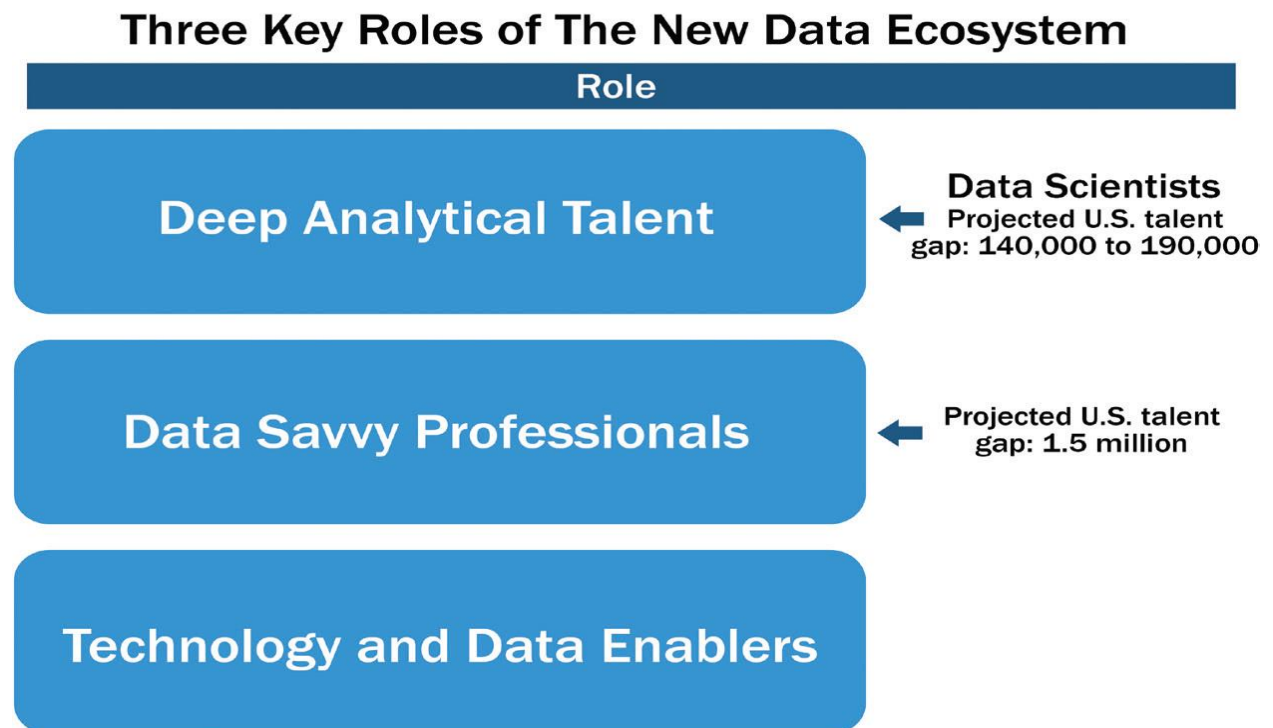 Three Key Roles of The New Data Ecosystem
Role
Deep Analytical Talent
Data Scientists
Projected U.S. talent
gap: 140,000 to 190,000
Data Savvy Professionals
Projected U.S. talent
gap: 1.5 million
Technology and Data Enablers